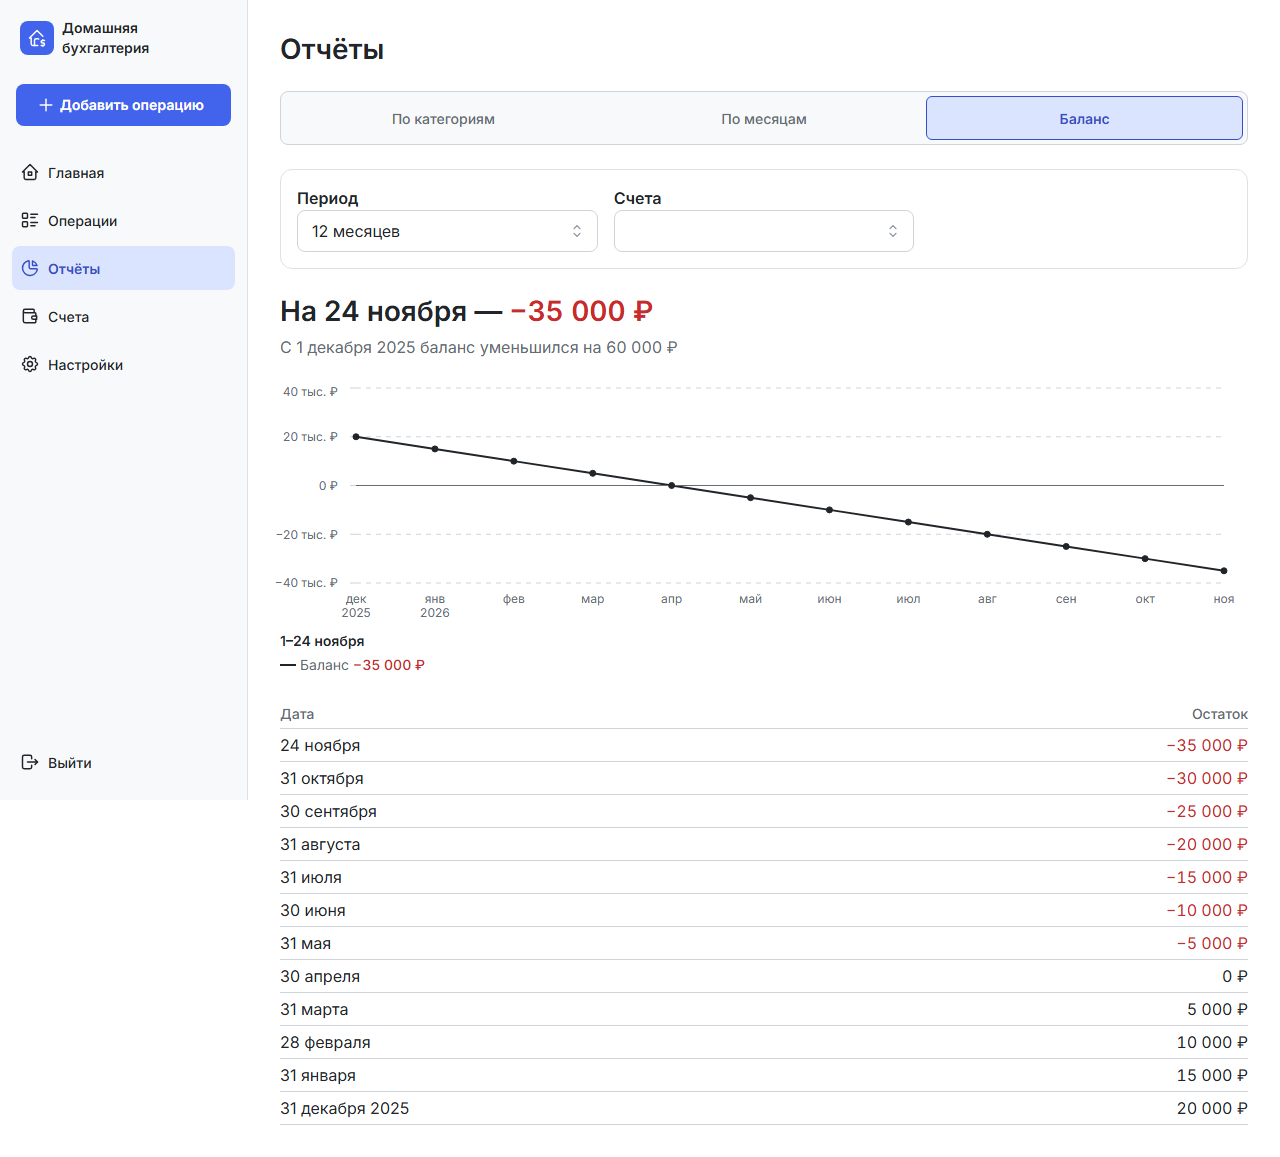 Домашняя
бухгалтерия
Добавить операцию
Главная
Операции
Отчёты
Счета
Настройки
Выйти
Отчёты
По категориям
По месяцам
Баланс
Период
Счета
12 месяцев
На 24 ноября — −35 000 ₽
С 1 декабря 2025 баланс уменьшился на 60 000 ₽
40 тыс. ₽
20 тыс. ₽
0 ₽
−20 тыс. ₽
−40 тыс. ₽
дек янв фев мар апр май июн июл авг сен окт ноя
2025 2026
1–24 ноября
Баланс −35 000 ₽
Дата Остаток
24 ноября −35 000 ₽
31 октября −30 000 ₽
30 сентября −25 000 ₽
31 августа −20 000 ₽
31 июля −15 000 ₽
30 июня −10 000 ₽
31 мая −5 000 ₽
30 апреля 0 ₽
31 марта 5 000 ₽
28 февраля 10 000 ₽
31 января 15 000 ₽
31 декабря 2025 20 000 ₽